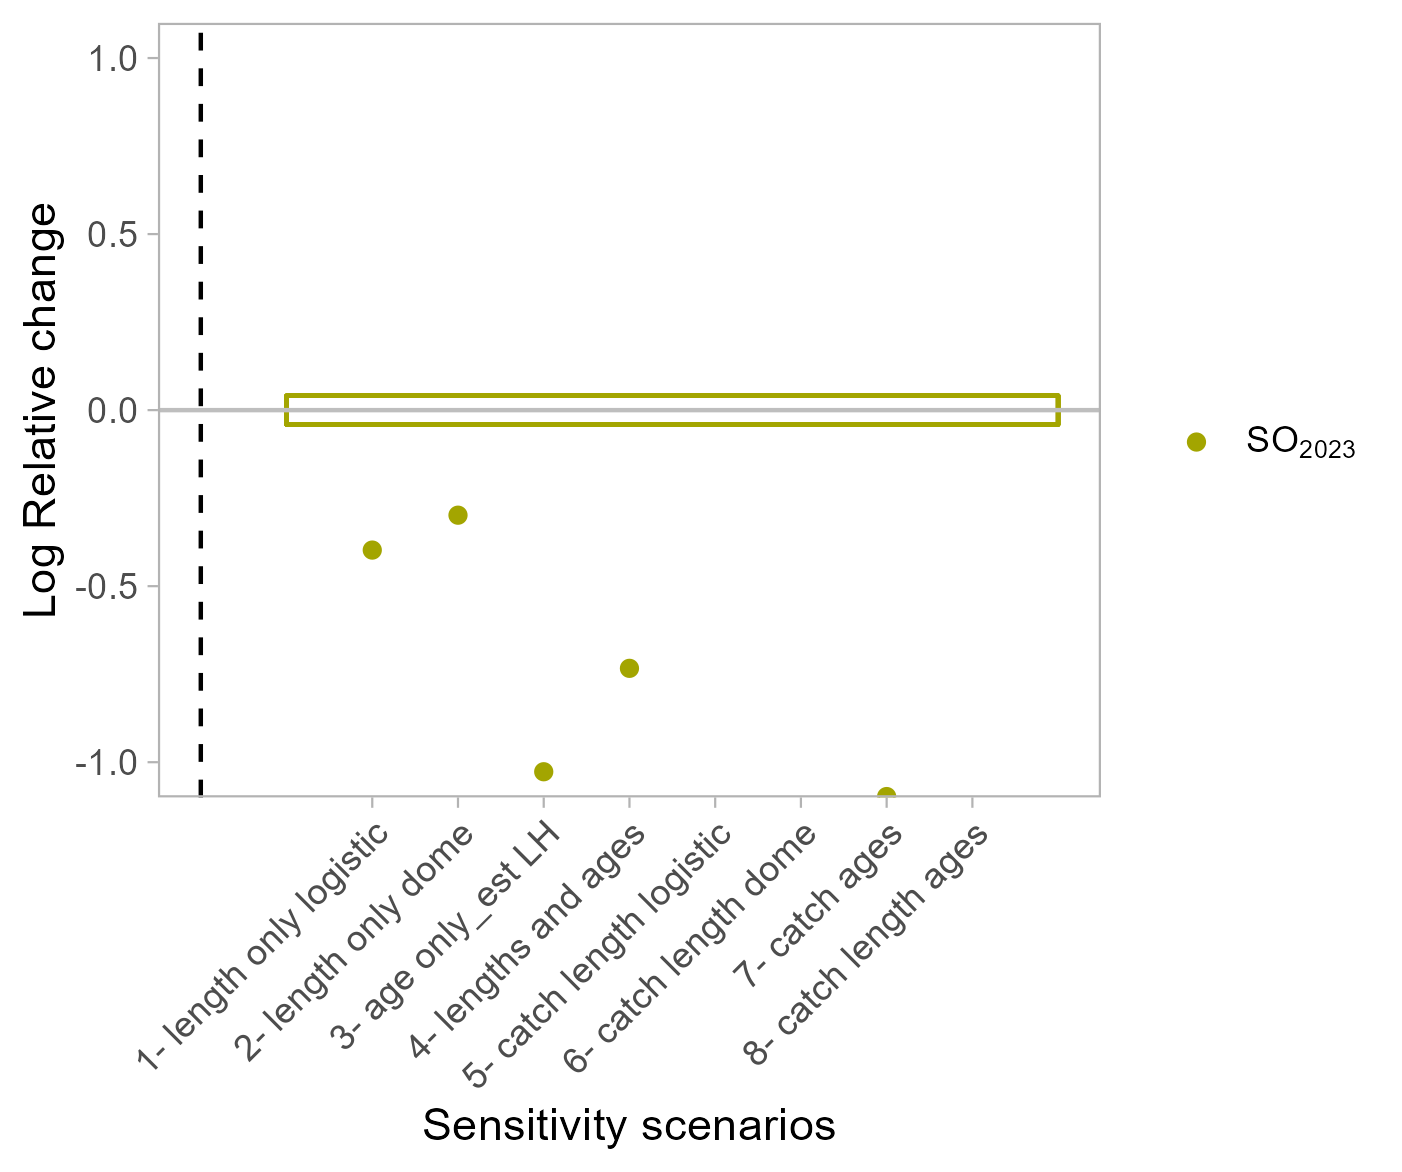 1.0
0.5
0.0
-0.5
-1.0
Log Relative change
SO2023
1- length only logistic
2- length only dome
3- age only_est LH
4- lengths and ages
5- catch length logistic
6- catch length dome
7- catch ages
8- catch length ages
Sensitivity scenarios